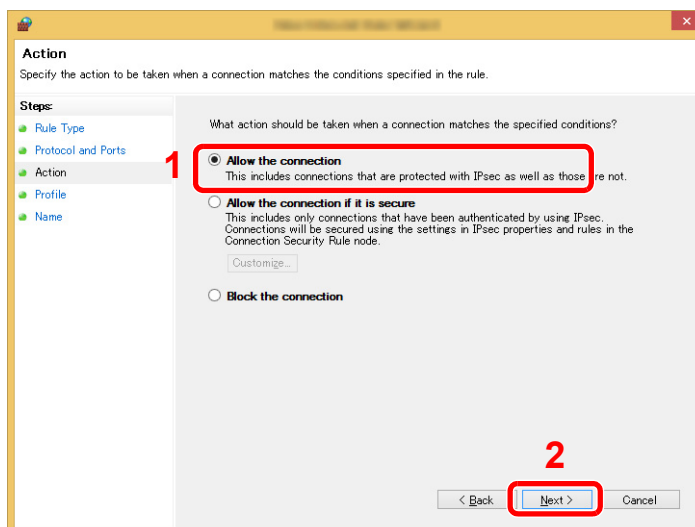 Action
Specify the action to be taken when a connection matches the conditions specified in the rule.
Steps:
Rule Type
Protocol and Ports
Action
Profile
Name
What action should be taken when a connection matches the specified conditions?
1
Allow the connection
This includes connections that are protected with IPsec as well as those are not.
Allow the connection if it is secure
This includes only connections that have been authenticated by using IPsec.
Connections will be secured using the settings in IPsec properties and rules in the
Connection Security Rule node.
Customize...
Block the connection
2
< Back
Next >
Cancel